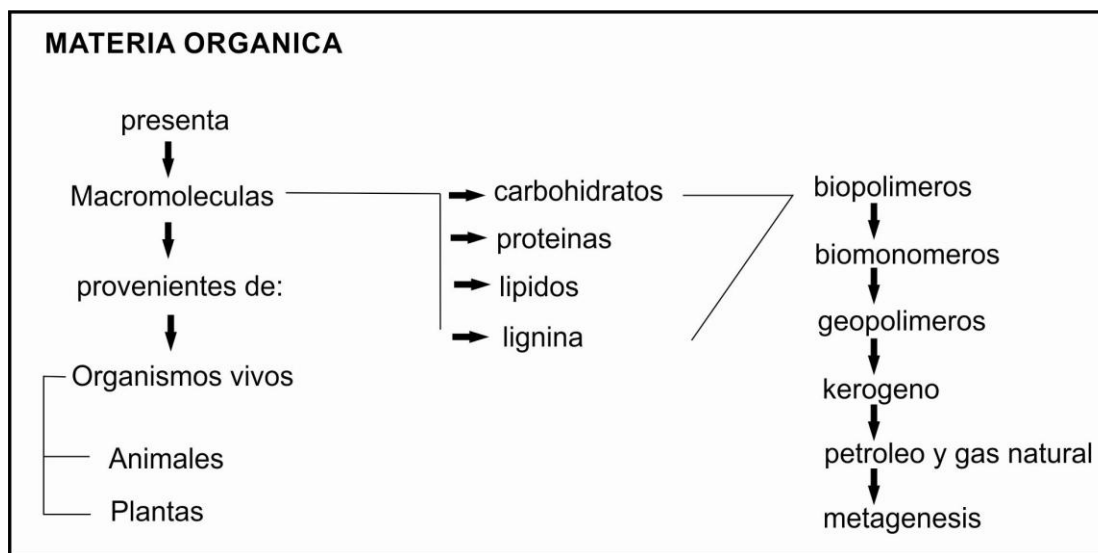 MATERIA ORGANICA
presenta
Macromoleculas
provenientes de:
Organismos vivos
Animales
Plantas
carbohidratos
proteinas
lipidos
lignina
biopolimeros
biomonomeros
geopolimeros
kerogeno
petroleo y gas natural
metagenesis